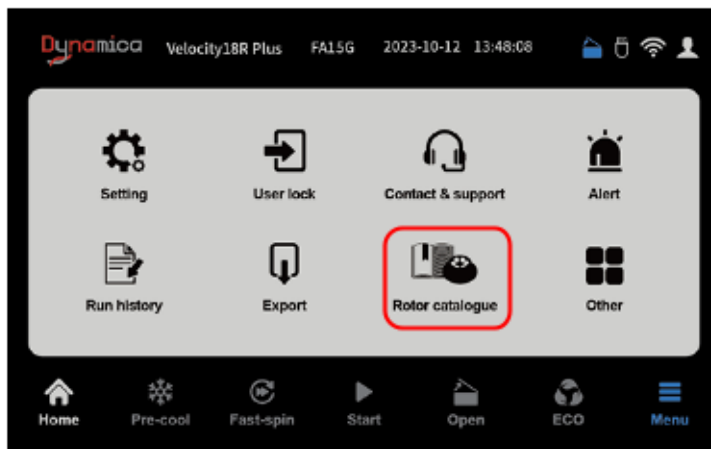 Dynamica Velocity18R Plus FA15G 2023-10-12 13:48:08
Setting User lock Contact & support Alert
Run history Export Rotor catalogue Other
Home Pre-cool Fast-spin Start Open ECO Menu